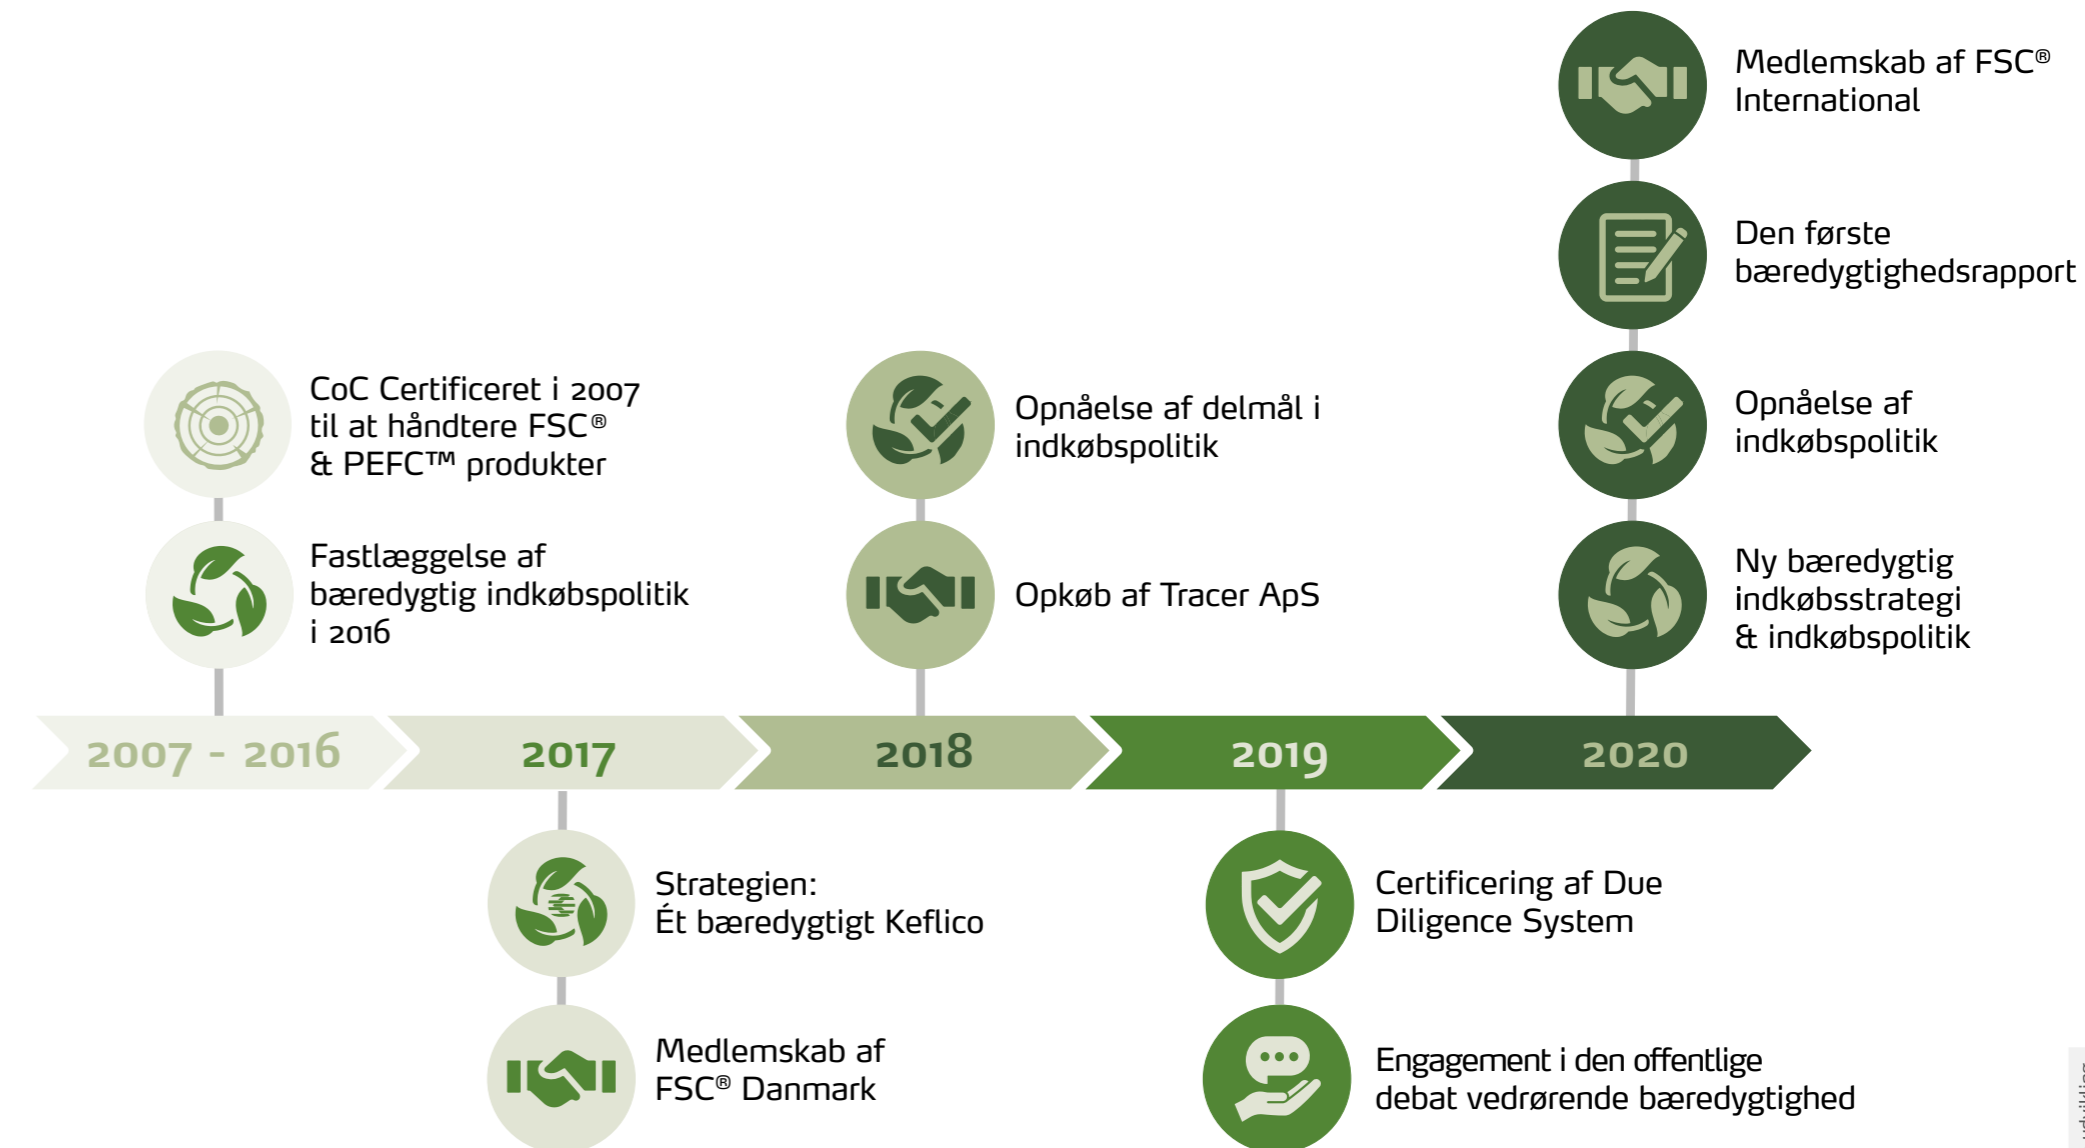 Medlemskab af FSC®
International
Den første
bæredygtighedsrapport
CoC Certificeret i 2007
til at håndtere FSC®
& PEFC™ produkter
Opnåelse af delmål i
indkøbspolitik
Opnåelse af
indkøbspolitik
Fastlæggelse af
bæredygtig indkøbspolitik
i 2016
Opkøb af Tracer ApS
Ny bæredygtig
indkøbsstrategi
& indkøbspolitik
2007 - 2016
2017
2018
2019
2020
Strategien:
Ét bæredygtigt Keflico
Certificering af Due
Diligence System
Medlemskab af
FSC® Danmark
Engagement i den offentlige
debat vedrørende bæredygtighed